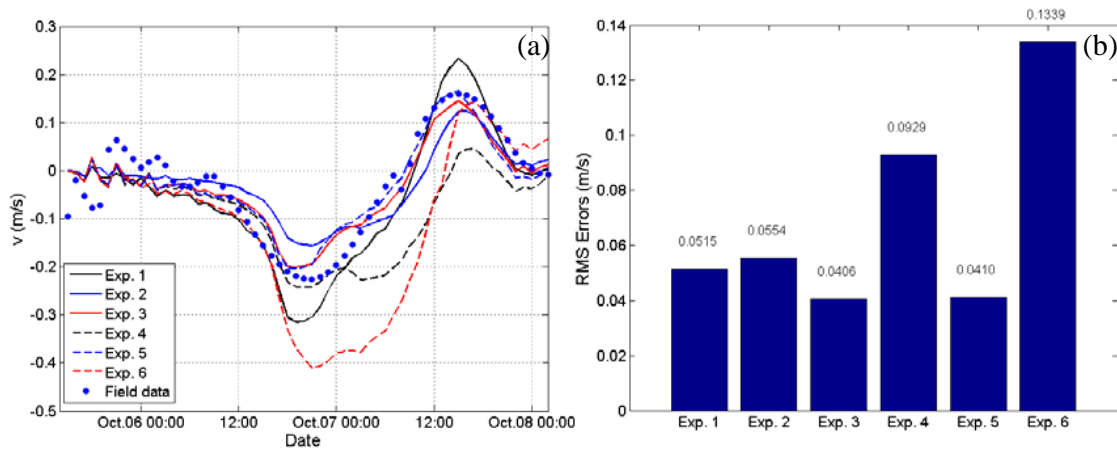 (a)
0.3
0.2
0.1
0
-0.1
-0.2
-0.3
-0.4
-0.5
v (m/s)
Exp. 1
Exp. 2
Exp. 3
Exp. 4
Exp. 5
Exp. 6
Field data
Oct.06 00:00 12:00 Oct.07 00:00 12:00 Oct.08 00:00
Date
(b)
0.14
0.12
0.1
0.08
0.06
0.04
0.02
0
RMS Errors (m/s)
0.0515
0.0554
0.0406
0.0929
0.0410
0.1339
Exp. 1 Exp. 2 Exp. 3 Exp. 4 Exp. 5 Exp. 6